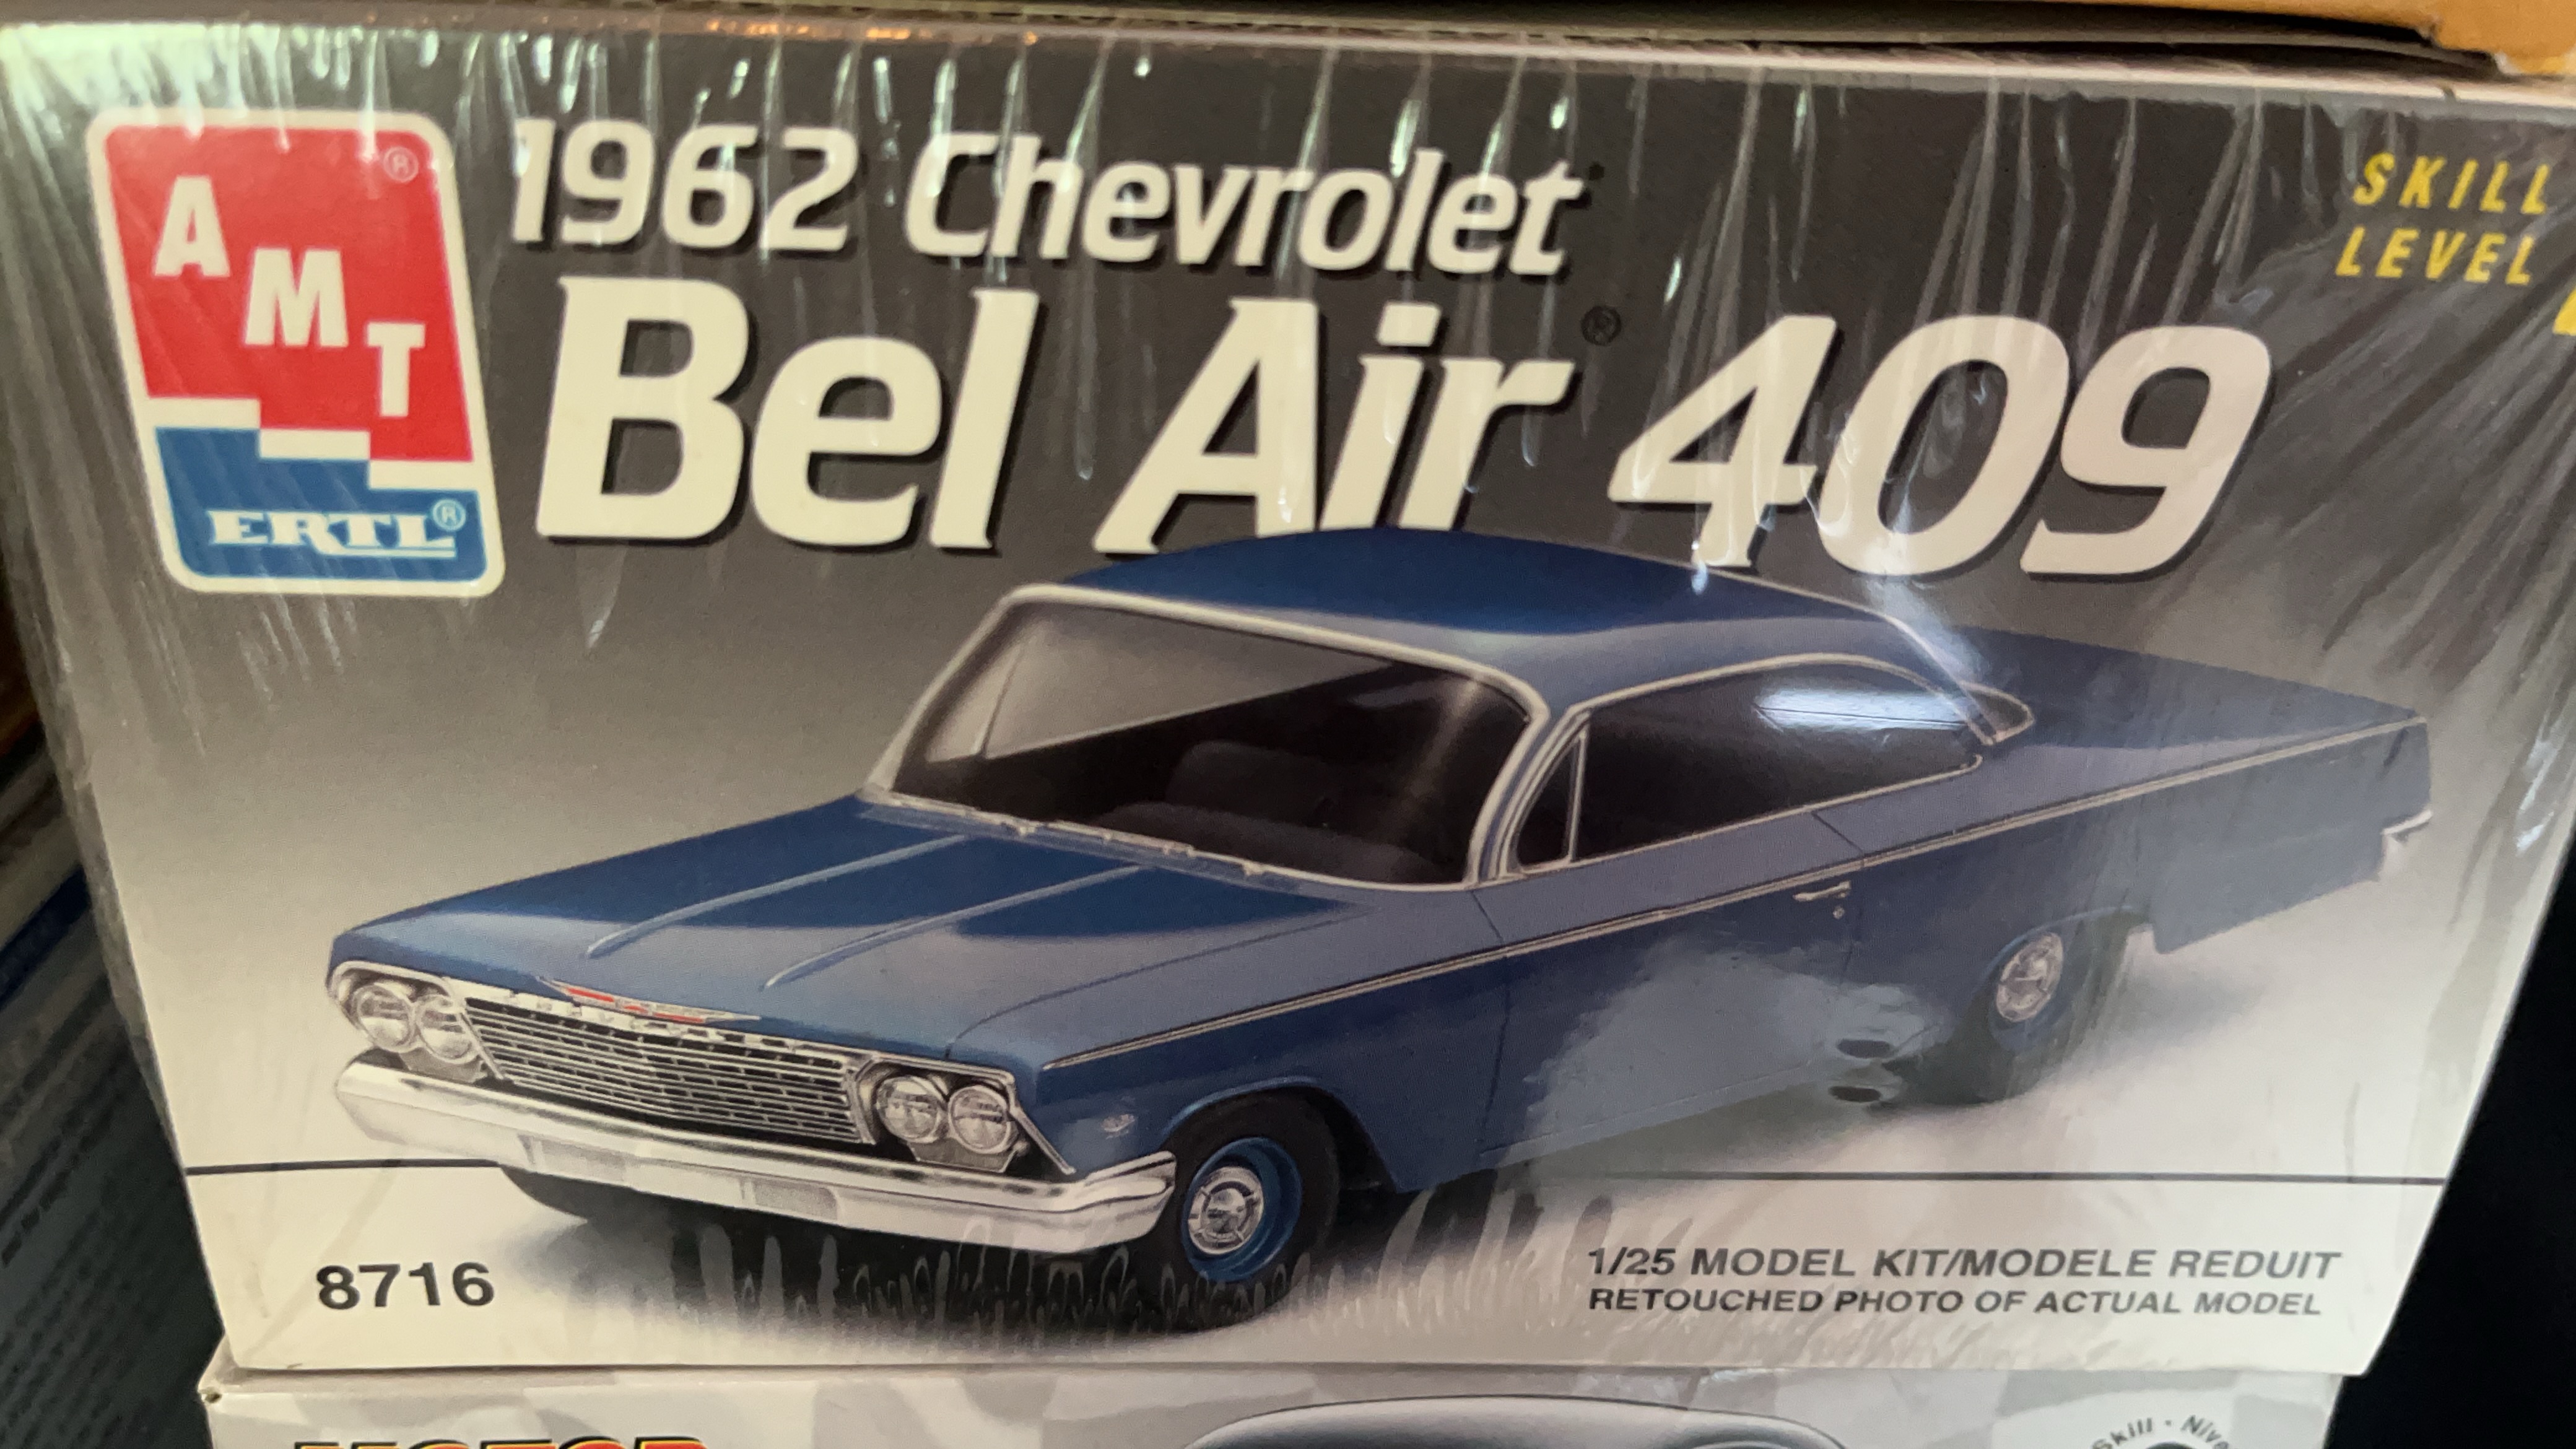 AMT®
ERTL®
1962 Chevrolet
Bel Air® 409
SKILL
LEVEL
8716
1/25 MODEL KIT/MODELE REDUIT
RETOUCHED PHOTO OF ACTUAL MODEL
Skill